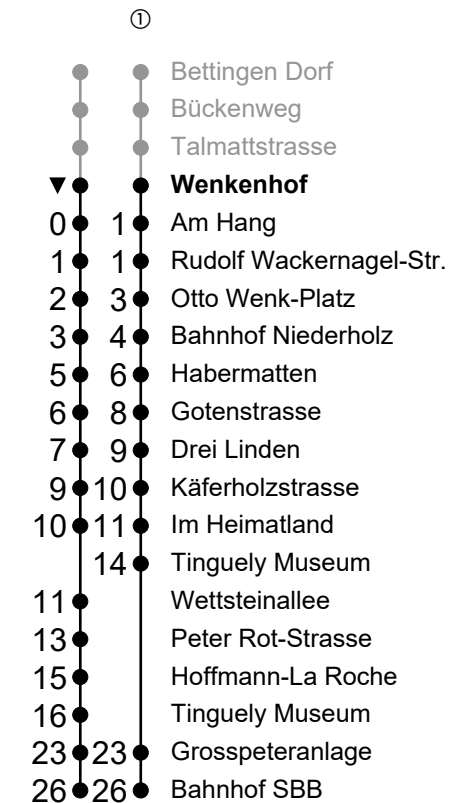 ①
Bettingen Dorf
Bückenweg
Talmattstrasse
▼ Wenkenhof
0 1 Am Hang
1 1 Rudolf Wackernagel-Str.
2 3 Otto Wenk-Platz
3 4 Bahnhof Niederholz
5 6 Habermatten
6 8 Gotenstrasse
7 9 Drei Linden
9 10 Käferholzstrasse
10 11 Im Heimatland
14 Tinguely Museum
11 Wettsteinallee
13 Peter Rot-Strasse
15 Hoffmann-La Roche
16 Tinguely Museum
23 23 Grosspeteranlage
26 26 Bahnhof SBB